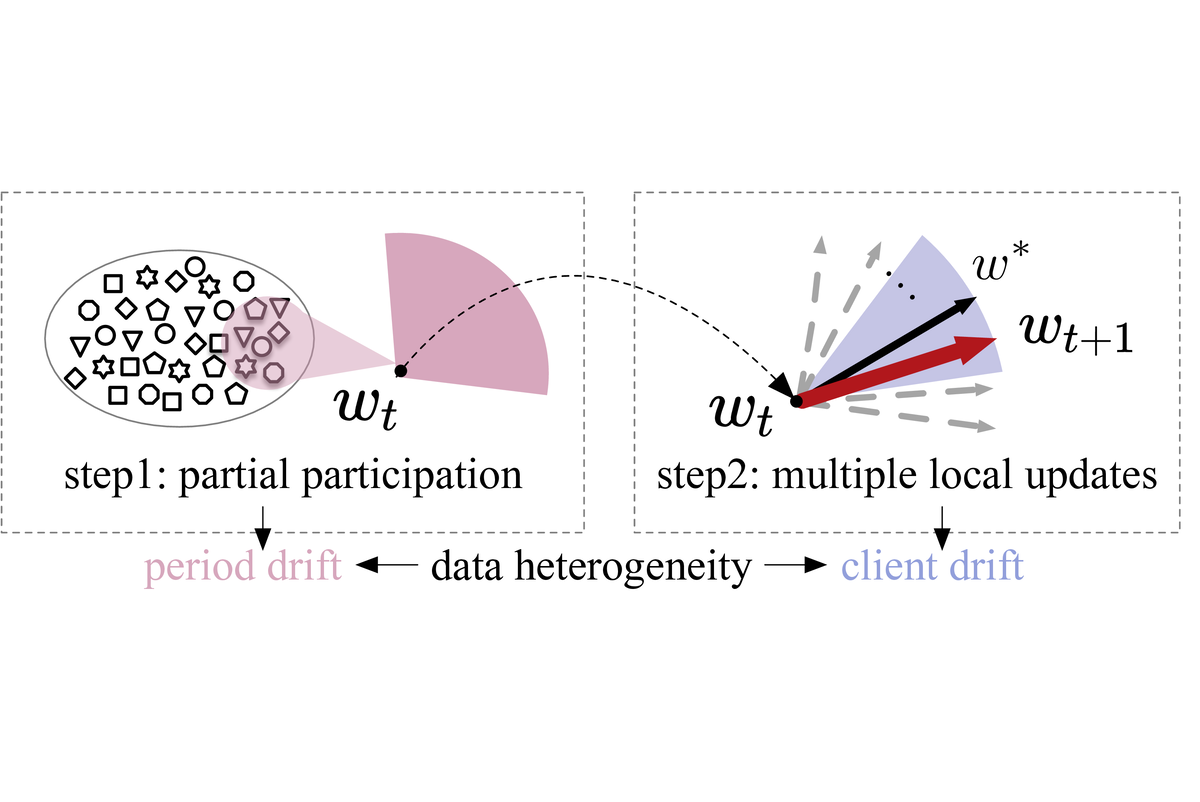 w_t
step1: partial participation
w*
w_{t+1}
w_t
step2: multiple local updates
period drift
data heterogeneity
client drift